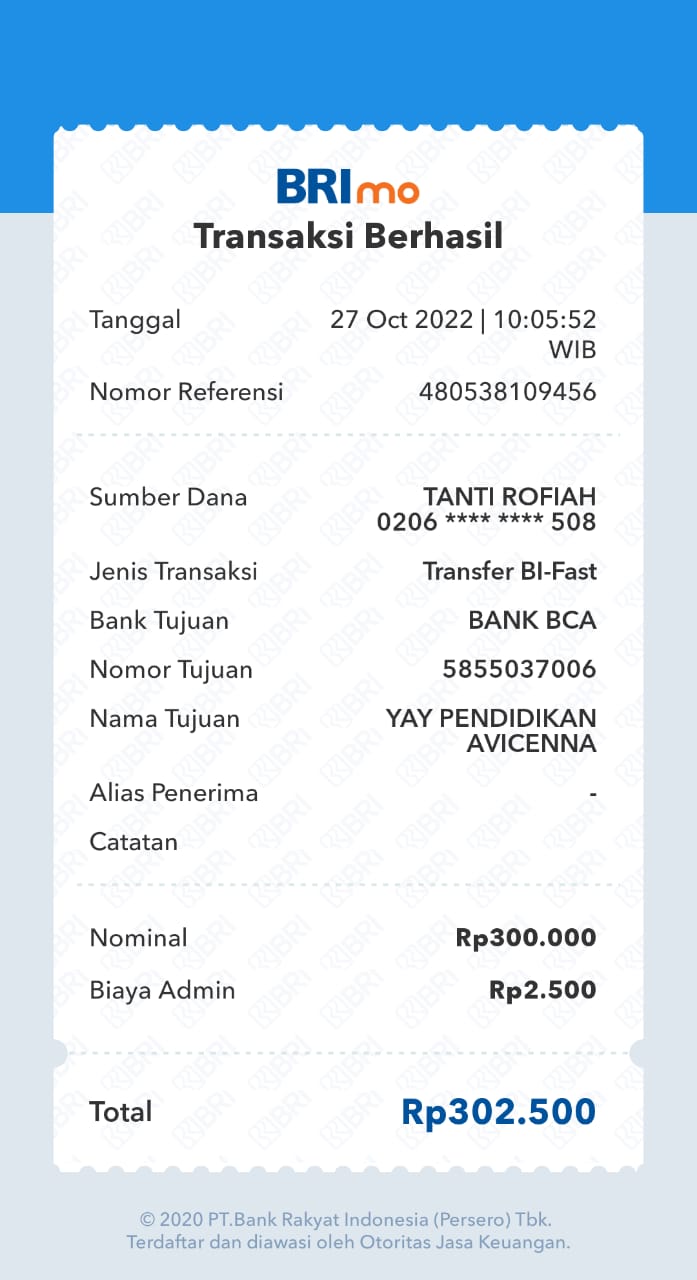 BRImo
Transaksi Berhasil
Tanggal 27 Oct 2022 | 10:05:52
WIB
Nomor Referensi 480538109456
Sumber Dana TANTI ROFIAH
0206 **** **** 508
Jenis Transaksi Transfer BI-Fast
Bank Tujuan BANK BCA
Nomor Tujuan 5855037006
Nama Tujuan YAY PENDIDIKAN
AVICENNA
Alias Penerima -
Catatan
Nominal Rp300.000
Biaya Admin Rp2.500
Total Rp302.500
© 2020 PT.Bank Rakyat Indonesia (Persero) Tbk.
Terdaftar dan diawasi oleh Otoritas Jasa Keuangan.